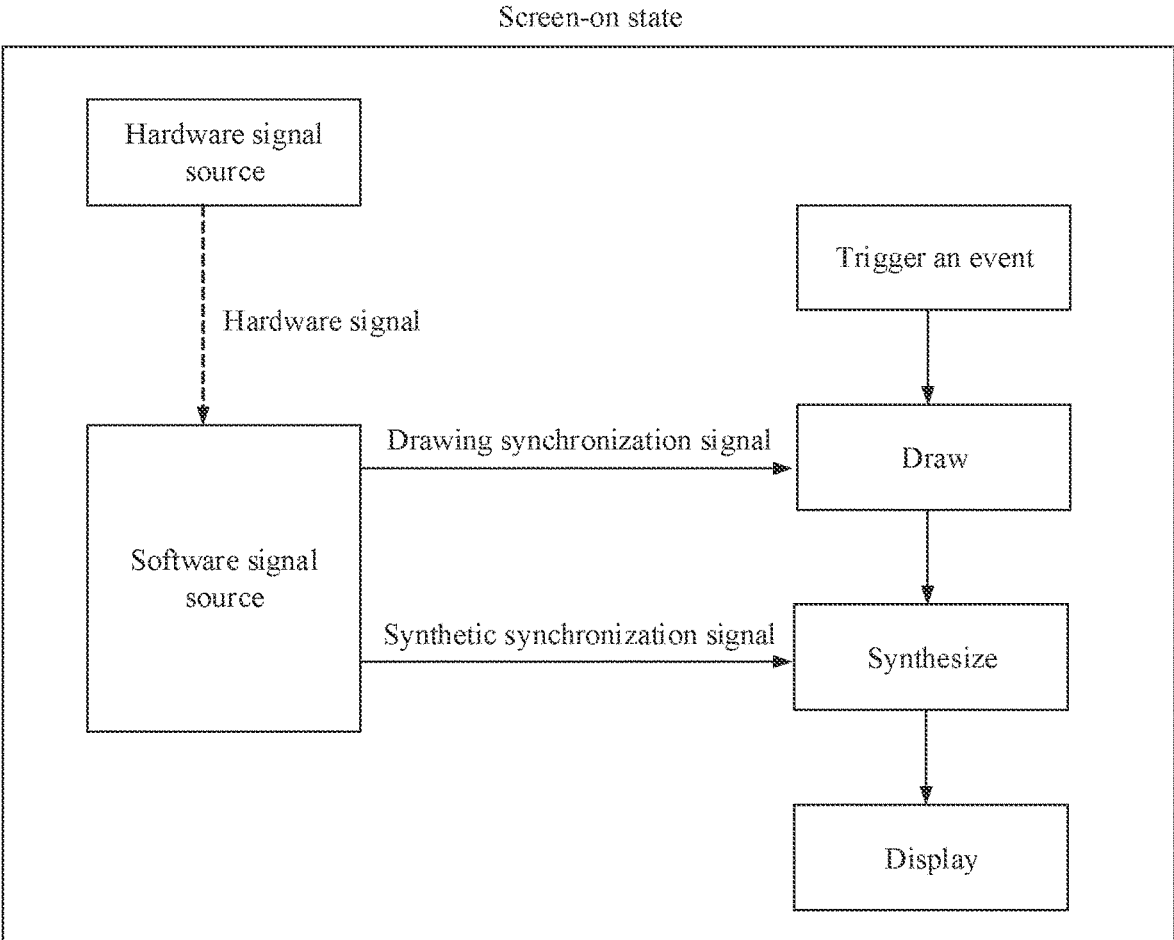 Screen-on state
Hardware signal
source
Trigger an event
Hardware signal
Drawing synchronization signal
Draw
Software signal
source
Synthetic synchronization signal
Synthesize
Display